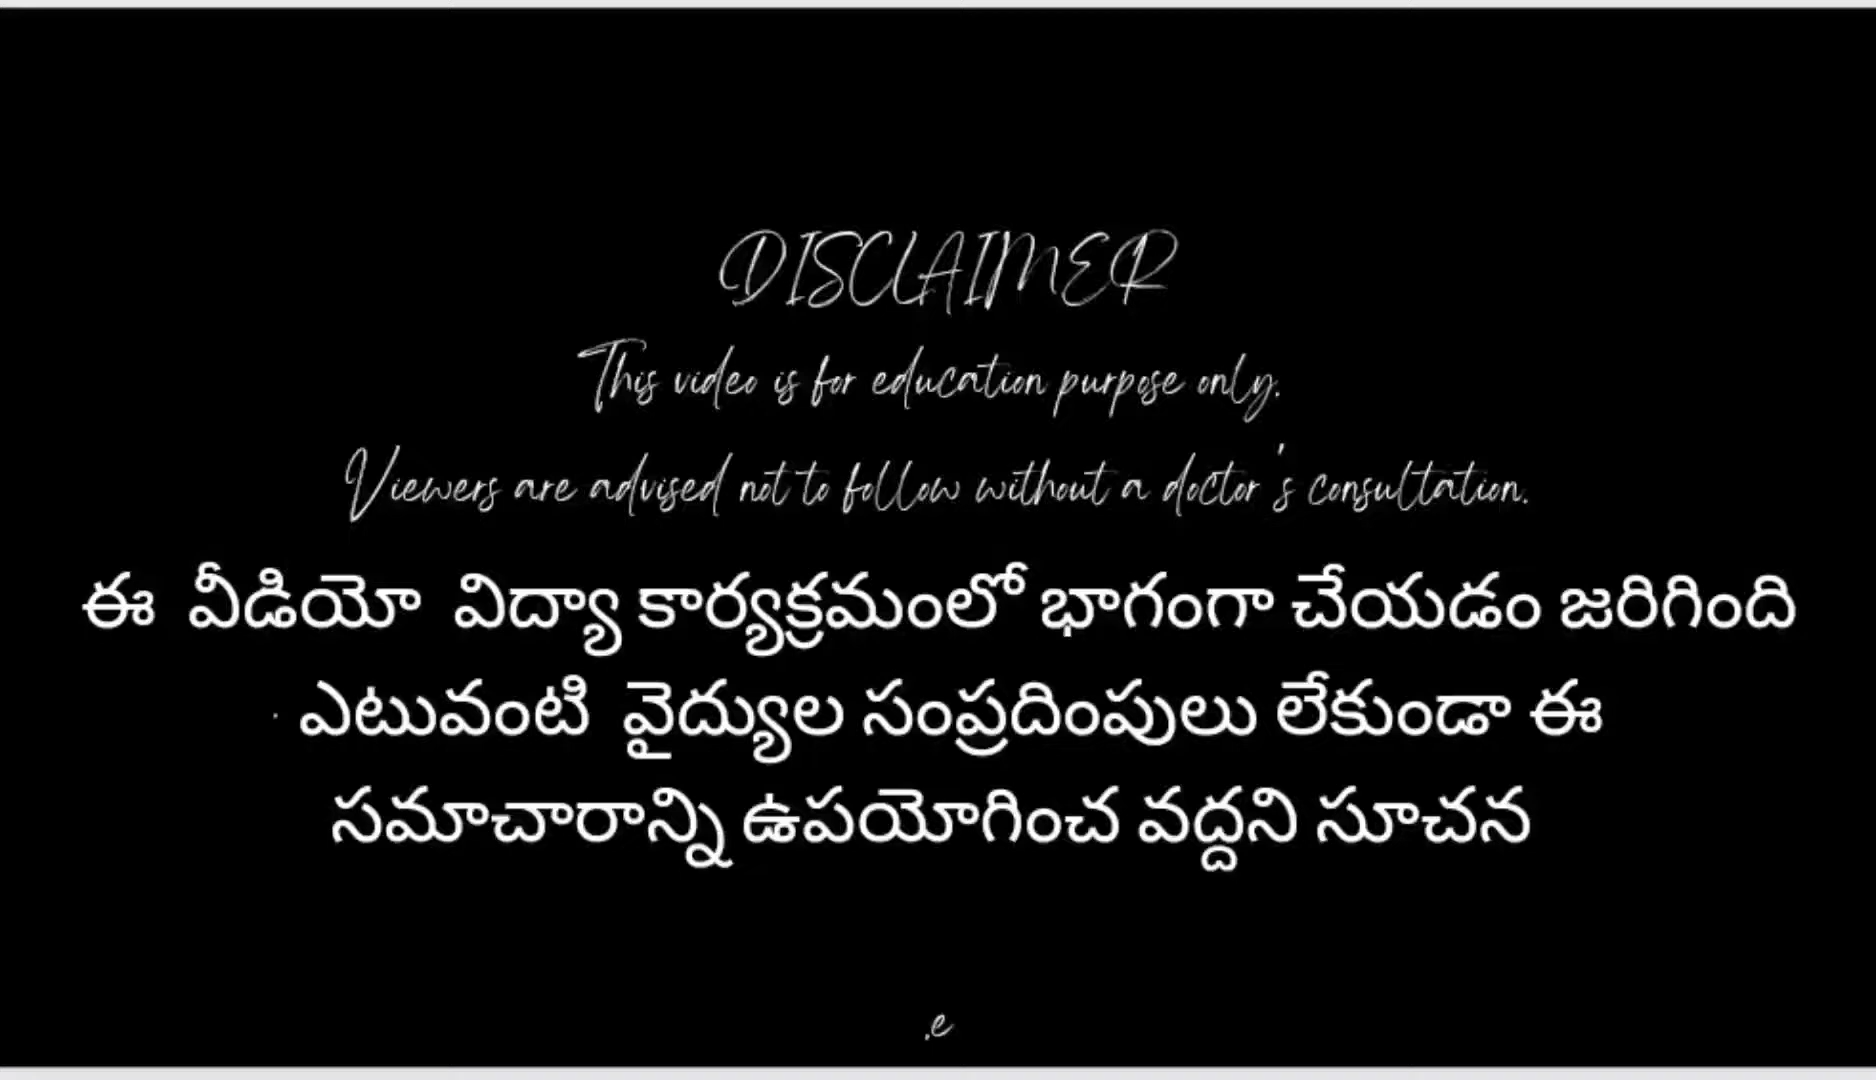 DISCLAIMER
This video is for education purpose only.
Viewers are advised not to follow without a doctor's consultation.
ఈ వీడియో విద్యా కార్యక్రమంలో భాగంగా చేయడం జరిగింది
. ఎటువంటి వైద్యుల సంప్రదింపులు లేకుండా ఈ
సమాచారాన్ని ఉపయోగించ వద్దని సూచన
.e